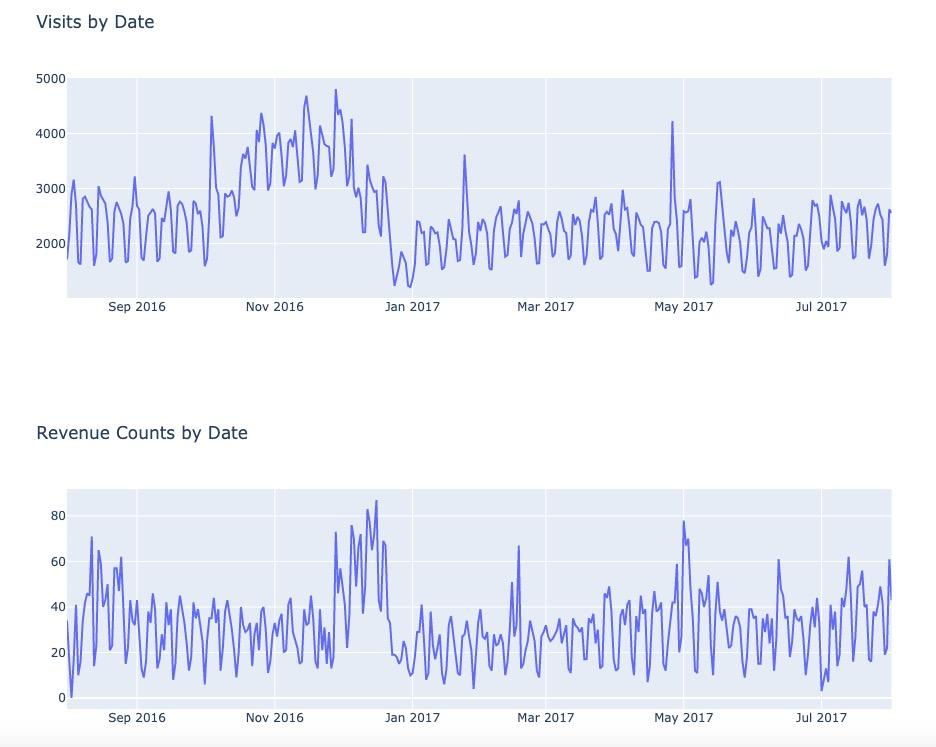 Visits by Date
5000
4000
3000
2000
Sep 2016 Nov 2016 Jan 2017 Mar 2017 May 2017 Jul 2017
Revenue Counts by Date
80
60
40
20
0
Sep 2016 Nov 2016 Jan 2017 Mar 2017 May 2017 Jul 2017